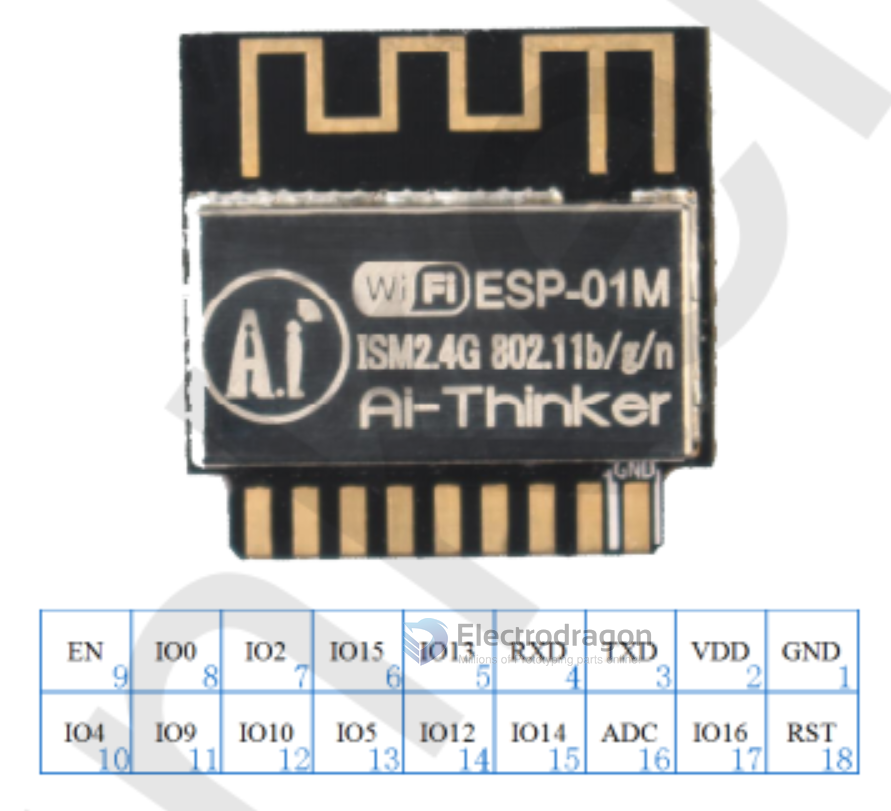 WiFi ESP-01M
Ai
ISM2.4G 802.11b/g/n
Ai-Thinker
GND
EN IO0 IO2 IO15 IO13 RXD TXD VDD GND
9 8 7 6 5 4 3 2 1
Electrodragon
IO4 IO9 IO10 IO5 IO12 IO14 ADC IO16 RST
10 11 12 13 14 15 16 17 18